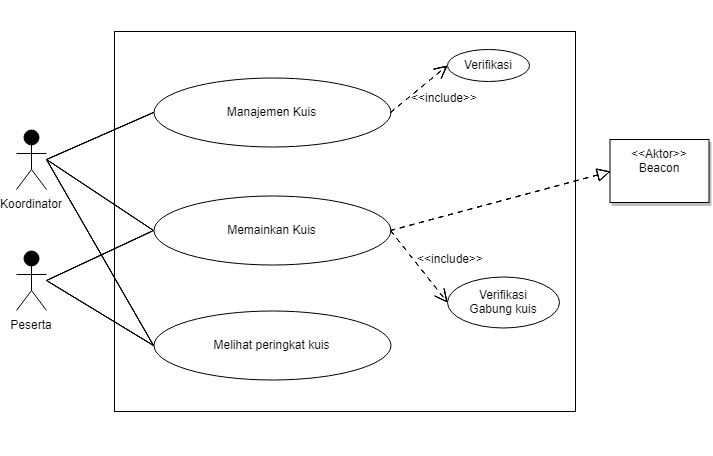 Verifikasi
Manajemen Kuis
<<include>>
<<Aktor>>
Beacon
Koordinator
Memainkan Kuis
<<include>>
Verifikasi
Gabung kuis
Peserta
Melihat peringkat kuis